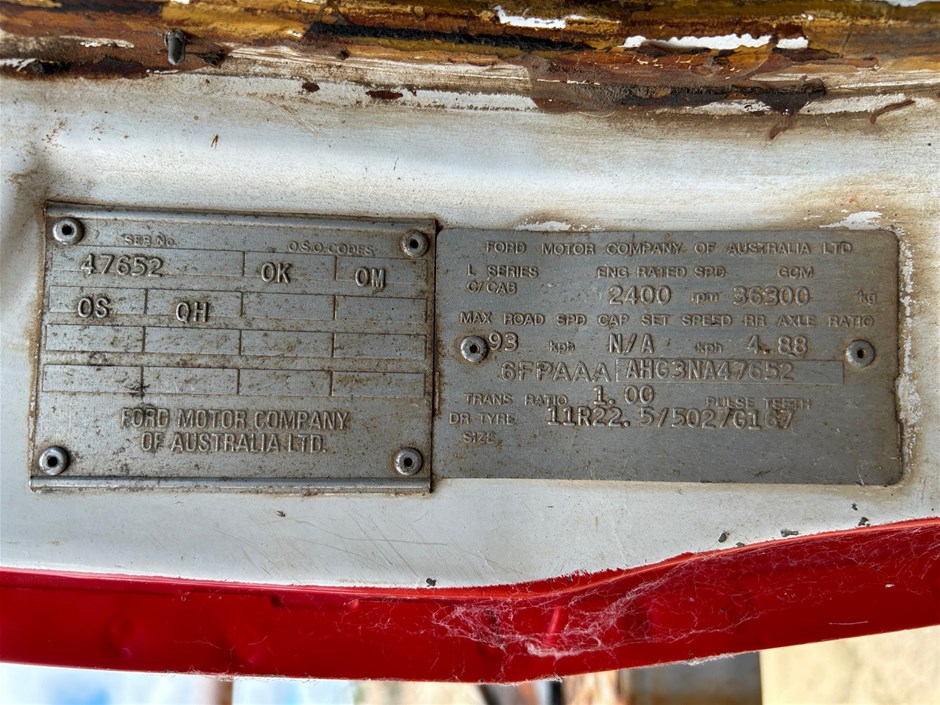 SER No. O.S.O. CODES
47652 OK OM
OS QH
FORD MOTOR COMPANY
OF AUSTRALIA LTD.
FORD MOTOR COMPANY OF AUSTRALIA LTD
L SERIES ENG RATED SPD GCM
C/CAB 2400 rpm 36300 kg
MAX ROAD SPD CAP SET SPEED RR AXLE RATIO
93 kph N/A kph 4.88
6FPAAA AHG3NA47652
TRANS RATIO 1.00 PULSE TEETH
DR TYRE 11R22.5/502/G167
SIZE